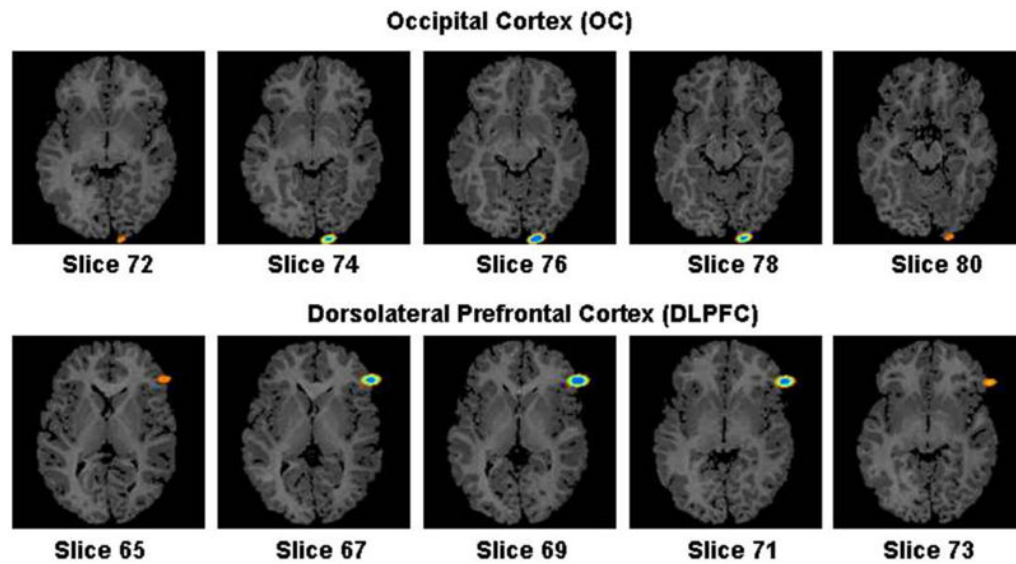 Occipital Cortex (OC)
Slice 72 Slice 74 Slice 76 Slice 78 Slice 80
Dorsolateral Prefrontal Cortex (DLPFC)
Slice 65 Slice 67 Slice 69 Slice 71 Slice 73